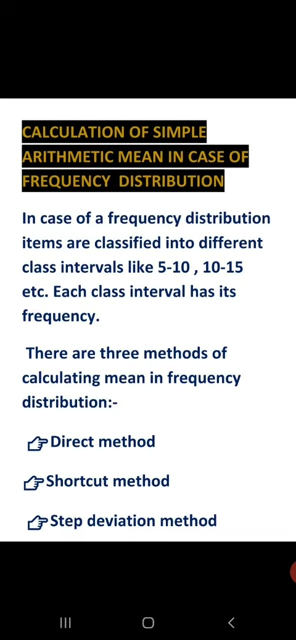 CALCULATION OF SIMPLE
ARITHMETIC MEAN IN CASE OF
FREQUENCY DISTRIBUTION
In case of a frequency distribution
items are classified into different
class intervals like 5-10 , 10-15
etc. Each class interval has its
frequency.
There are three methods of
calculating mean in frequency
distribution:-
Direct method
Shortcut method
Step deviation method